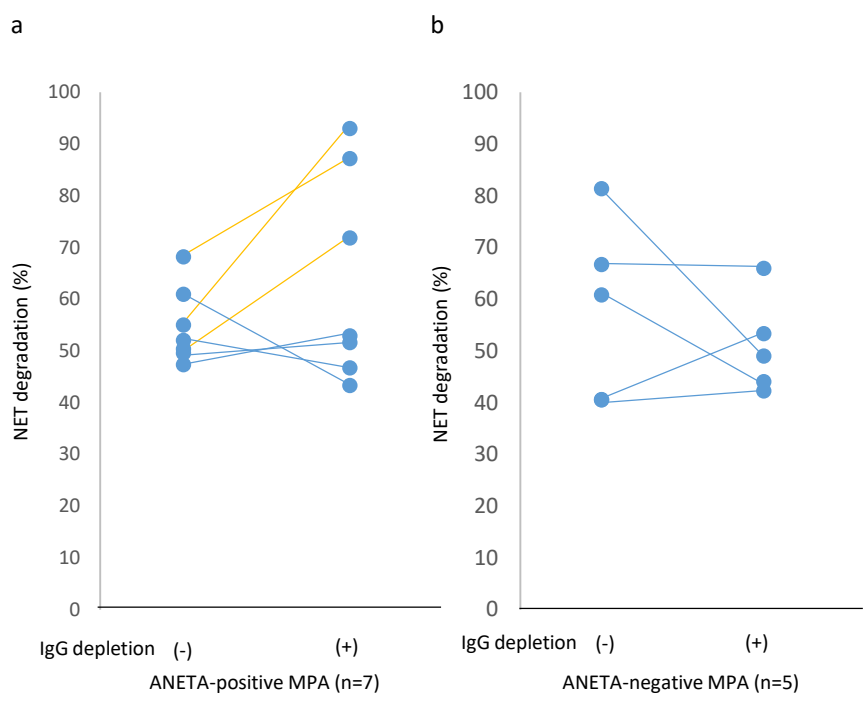 a
NET degradation (%)
100
90
80
70
60
50
40
30
20
10
0
IgG depletion (-) (+)
ANETA-positive MPA (n=7)
b
NET degradation (%)
100
90
80
70
60
50
40
30
20
10
0
IgG depletion (-) (+)
ANETA-negative MPA (n=5)